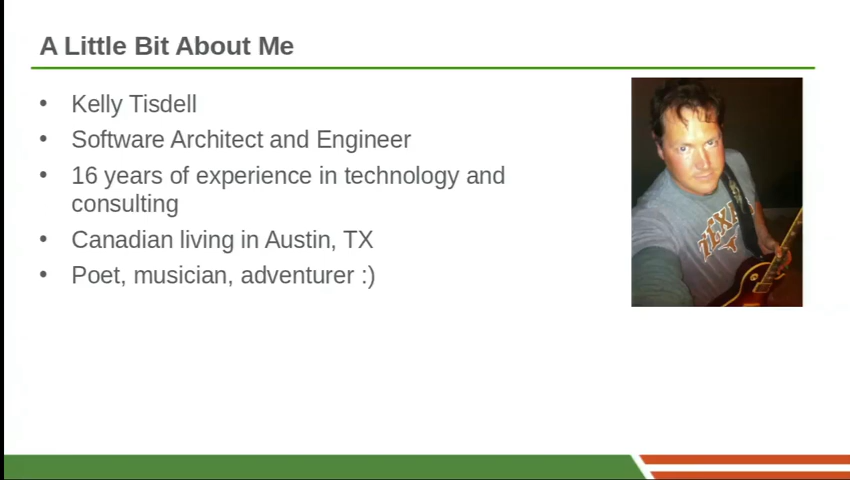 A Little Bit About Me
• Kelly Tisdell
• Software Architect and Engineer
• 16 years of experience in technology and
consulting
• Canadian living in Austin, TX
• Poet, musician, adventurer :)
TEXAS